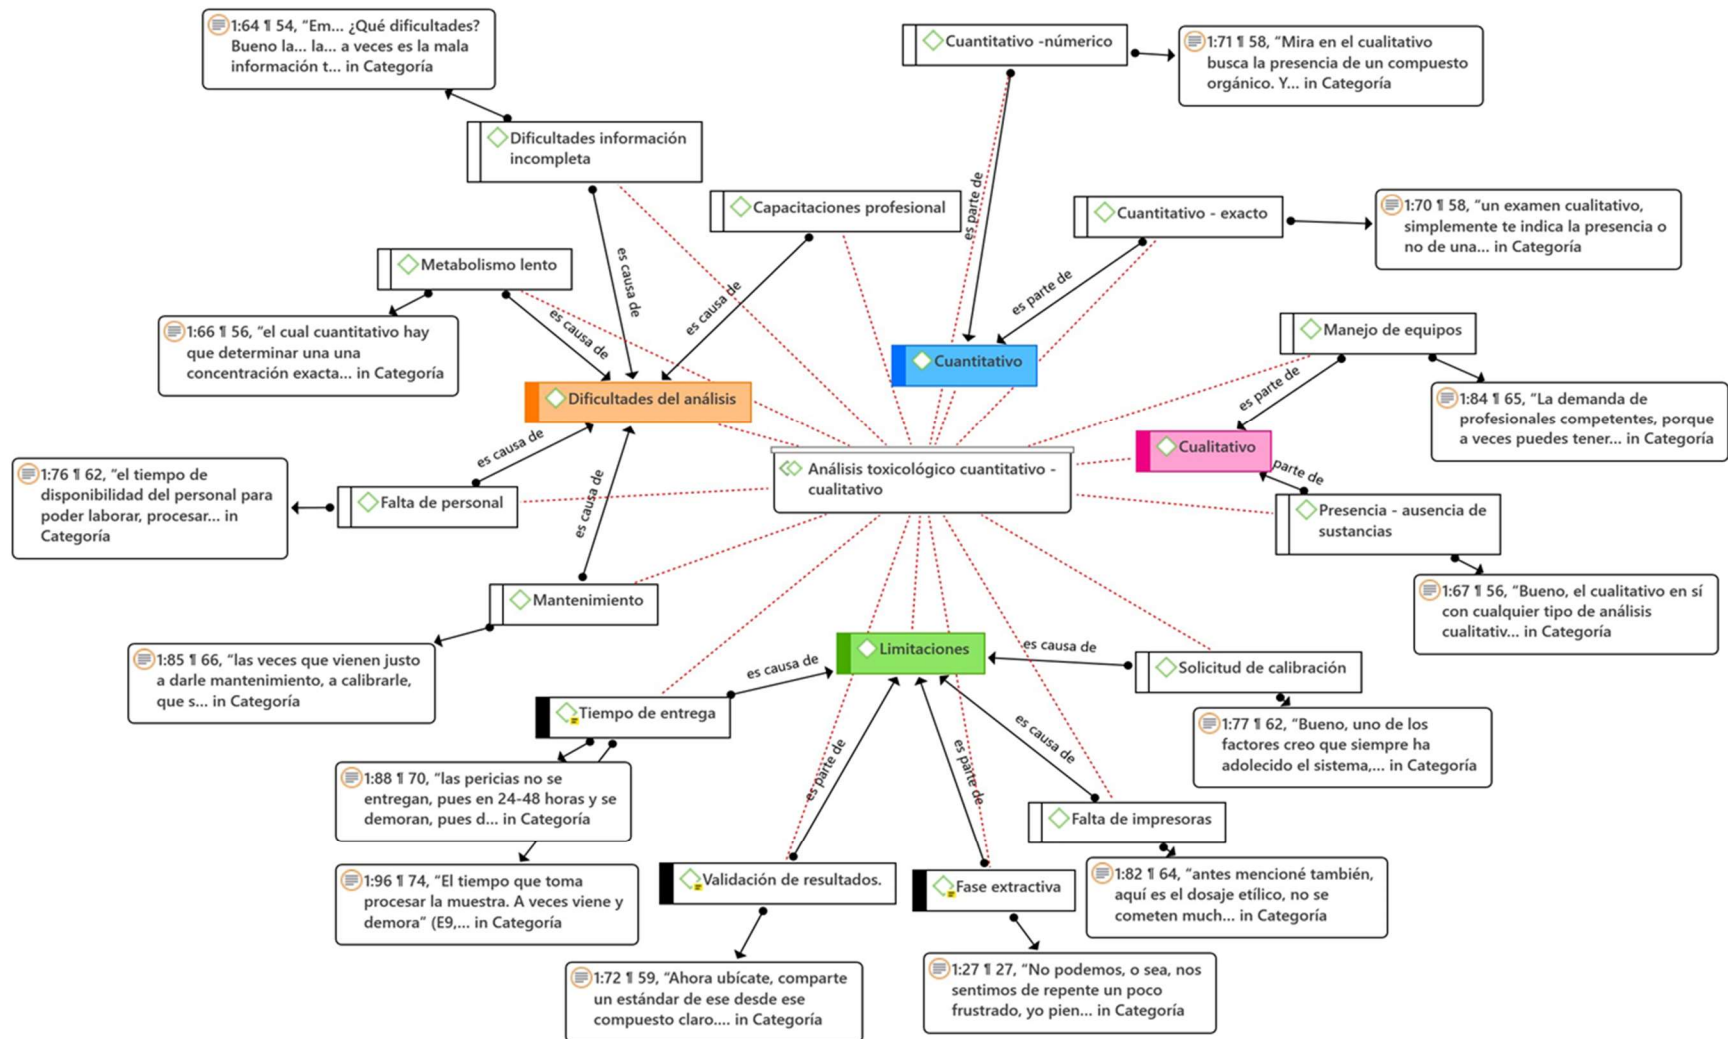 1:64 ¶ 54, “Em... ¿Qué dificultades?
Bueno la... la... a veces es la mala
información t... in Categoría
Cuantitativo -númerico
1:71 ¶ 58, “Mira en el cualitativo
busca la presencia de un compuesto
orgánico. Y... in Categoría
Dificultades información
incompleta
es causa de
Capacitaciones profesional
es causa de
es parte de
Cuantitativo - exacto
es parte de
1:70 ¶ 58, “un examen cualitativo,
simplemente te indica la presencia o
no de una... in Categoría
Metabolismo lento
es causa de
1:66 ¶ 56, “el cual cuantitativo hay
que determinar una una
concentración exacta... in Categoría
Cuantitativo
Manejo de equipos
es parte de
1:84 ¶ 65, “La demanda de
profesionales competentes, porque
a veces puedes tener... in Categoría
Dificultades del análisis
Cualitativo
Análisis toxicológico cuantitativo -
cualitativo
es causa de
1:76 ¶ 62, “el tiempo de
disponibilidad del personal para
poder laborar, procesar... in
Categoría
Falta de personal
es causa de
parte de
Presencia - ausencia de
sustancias
1:67 ¶ 56, “Bueno, el cualitativo en sí
con cualquier tipo de análisis
cualitativ... in Categoría
Mantenimiento
1:85 ¶ 66, “las veces que vienen justo
a darle mantenimiento, a calibrarle,
que s... in Categoría
Limitaciones
es causa de
es causa de
Solicitud de calibración
1:77 ¶ 62, “Bueno, uno de los
factores creo que siempre ha
adolecido el sistema,... in Categoría
Tiempo de entrega
1:88 ¶ 70, “las pericias no se
entregan, pues en 24-48 horas y se
demoran, pues d... in Categoría
es parte de
es parte de
es causa de
Falta de impresoras
1:96 ¶ 74, “El tiempo que toma
procesar la muestra. A veces viene y
demora” (E9,... in Categoría
Validación de resultados.
Fase extractiva
1:82 ¶ 64, “antes mencioné también,
aquí es el dosaje etílico, no se
cometen much... in Categoría
1:72 ¶ 59, “Ahora ubícate, comparte
un estándar de ese desde ese
compuesto claro.... in Categoría
1:27 ¶ 27, “No podemos, o sea, nos
sentimos de repente un poco
frustrado, yo pien... in Categoría